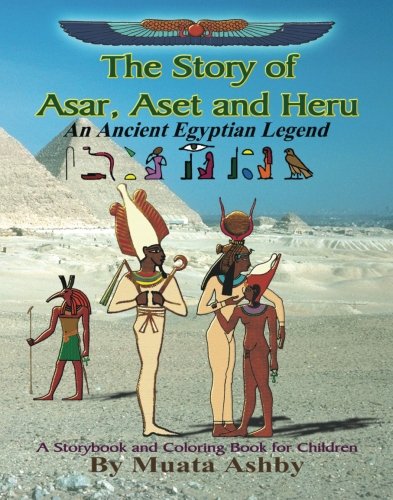 The Story of
Asar, Aset and Heru
An Ancient Egyptian Legend
A Storybook and Coloring Book for Children
By Muata Ashby